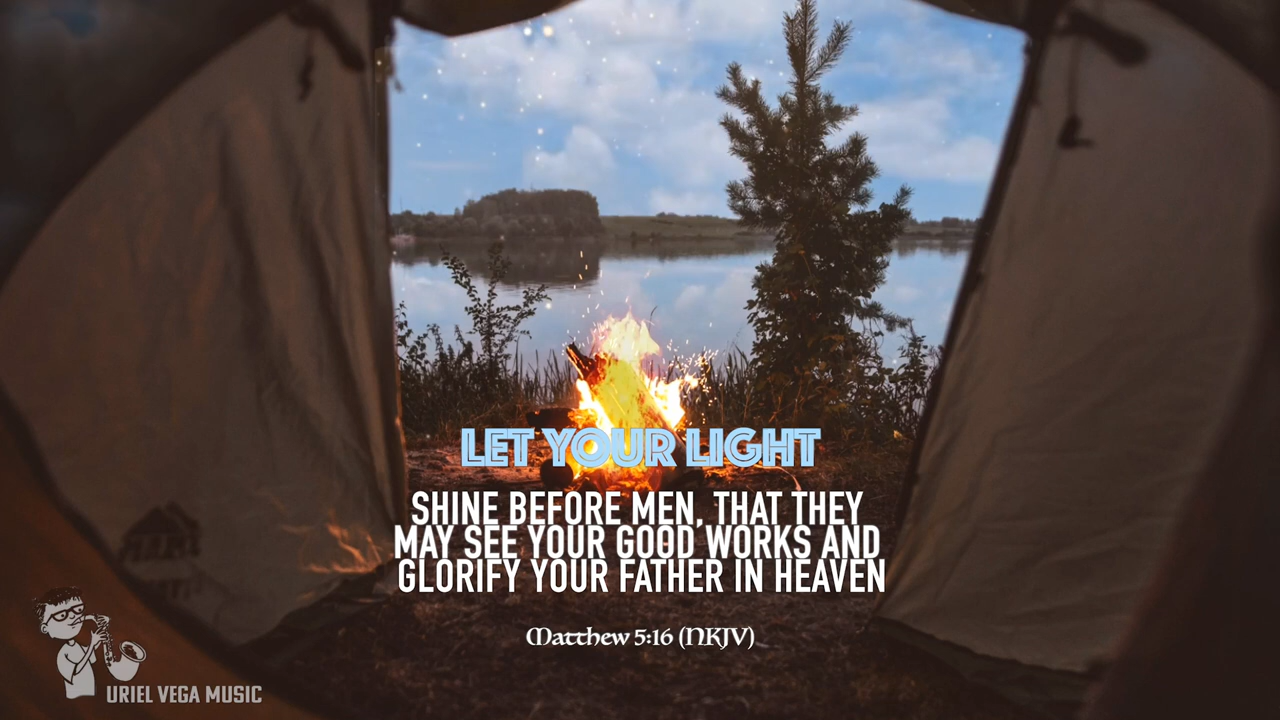 LET YOUR LIGHT
SHINE BEFORE MEN, THAT THEY
MAY SEE YOUR GOOD WORKS AND
GLORIFY YOUR FATHER IN HEAVEN
Matthew 5:16 (NKJV)
URIEL VEGA MUSIC